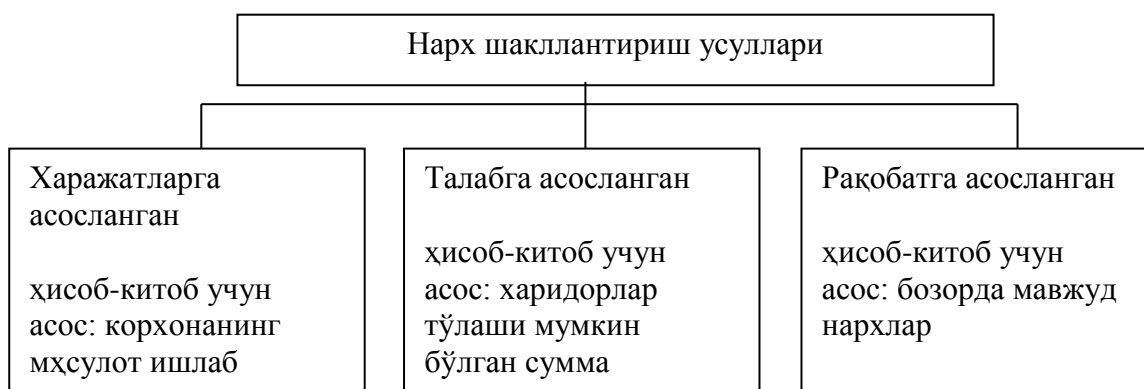 Нарх шакллантириш усуллари
Харажатларга
асосланган
ҳисоб-китоб учун
асос: корхонанинг
мҳсулот ишлаб
Талабга асосланган
ҳисоб-китоб учун
асос: харидорлар
тўлаши мумкин
бўлган сумма
Рақобатга асосланган
ҳисоб-китоб учун
асос: бозорда мавжуд
нархлар